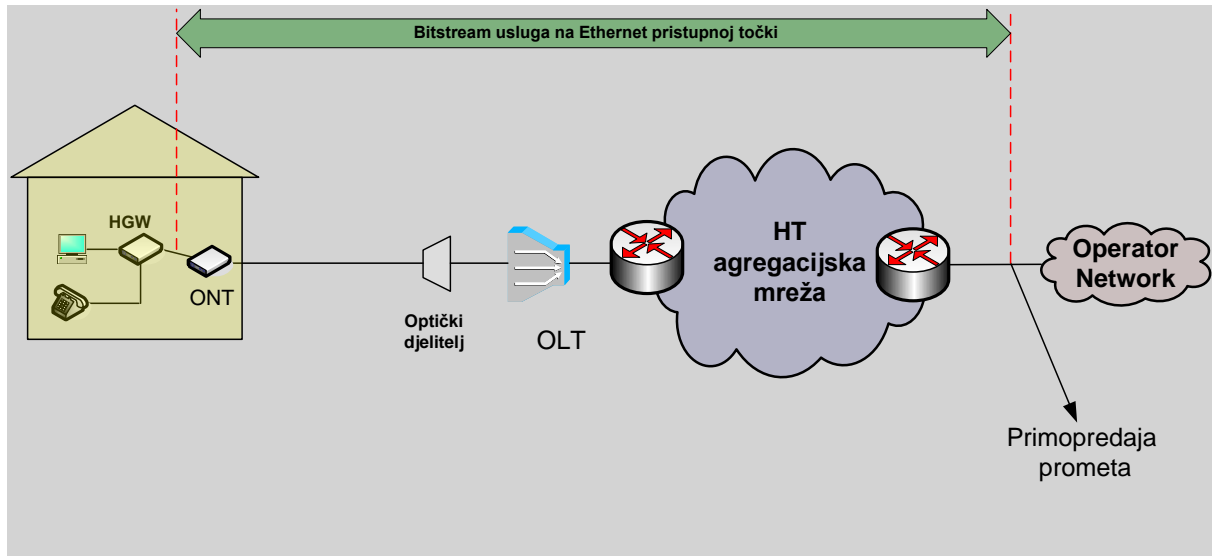 Bitstream usluga na Ethernet pristupnoj točki
HGW
ONT
Optički
djelitelj
OLT
HT
agregacijska
mreža
Operator
Network
Primopredaja
prometa